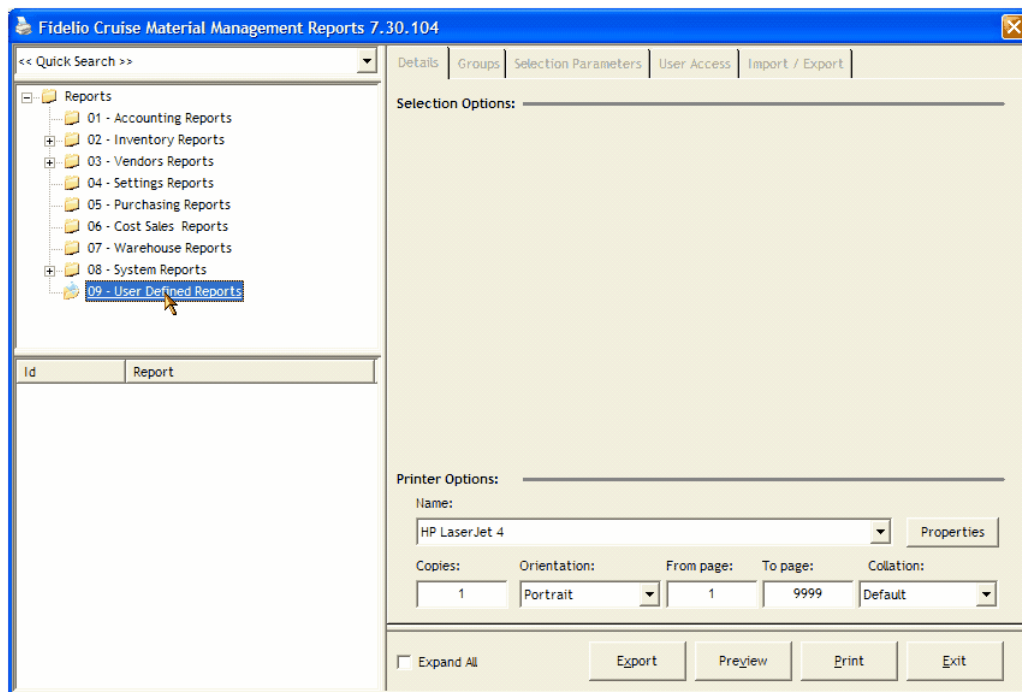 Fidelio Cruise Material Management Reports 7.30.104
<< Quick Search >>
Reports
01 - Accounting Reports
02 - Inventory Reports
03 - Vendors Reports
04 - Settings Reports
05 - Purchasing Reports
06 - Cost Sales  Reports
07 - Warehouse Reports
08 - System Reports
09 - User Defined Reports
Id Report
Details Groups Selection Parameters User Access Import / Export
Selection Options:
Printer Options:
Name:
HP LaserJet 4 Properties
Copies: Orientation: From page: To page: Collation:
1 Portrait 1 9999 Default
Expand All Export Preview Print Exit